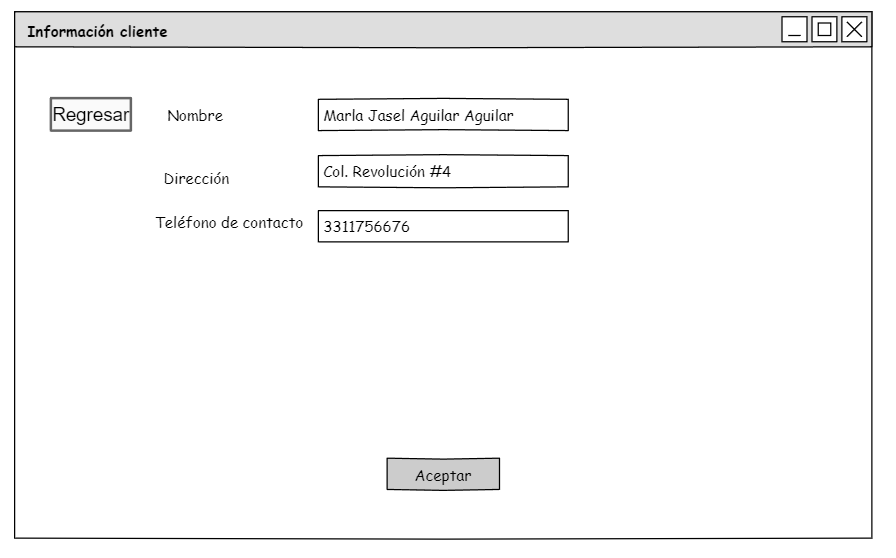 Información cliente
Regresar
Nombre
Marla Jasel Aguilar Aguilar
Dirección
Col. Revolución #4
Teléfono de contacto
3311756676
Aceptar